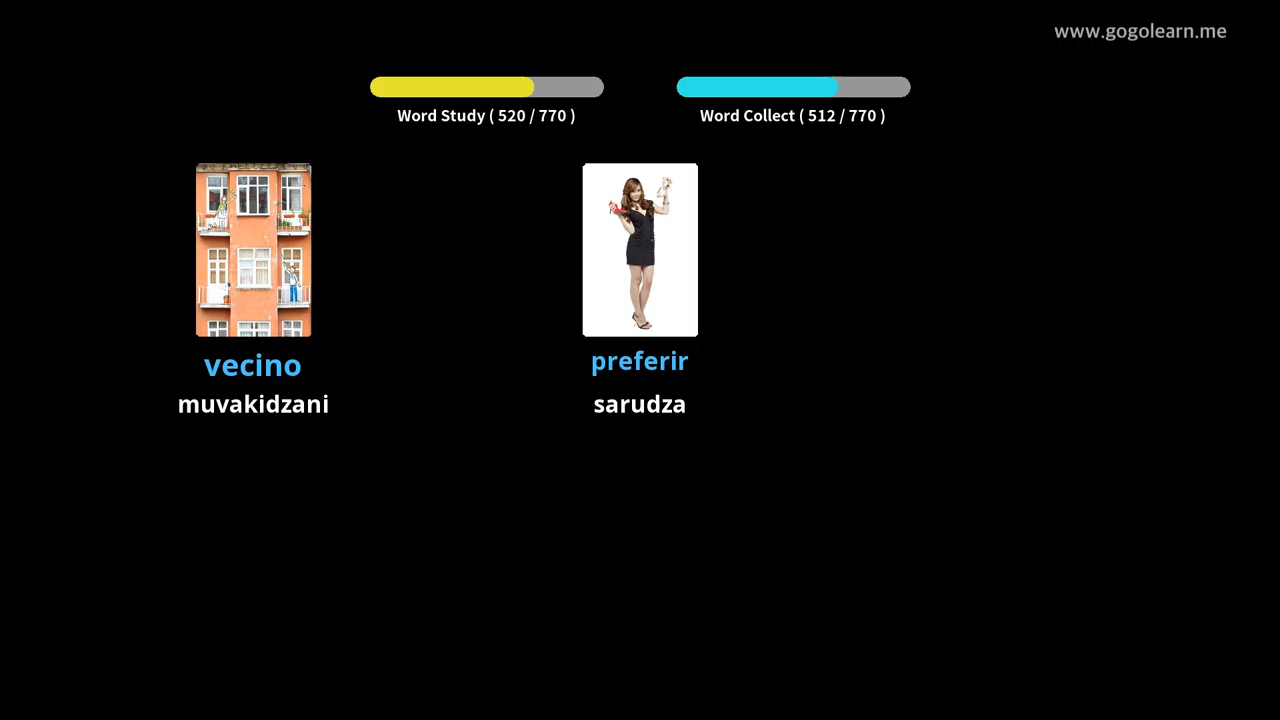 www.gogolearn.me
Word Study ( 520 / 770 )
Word Collect ( 512 / 770 )
vecino
muvakidzani
preferir
sarudza